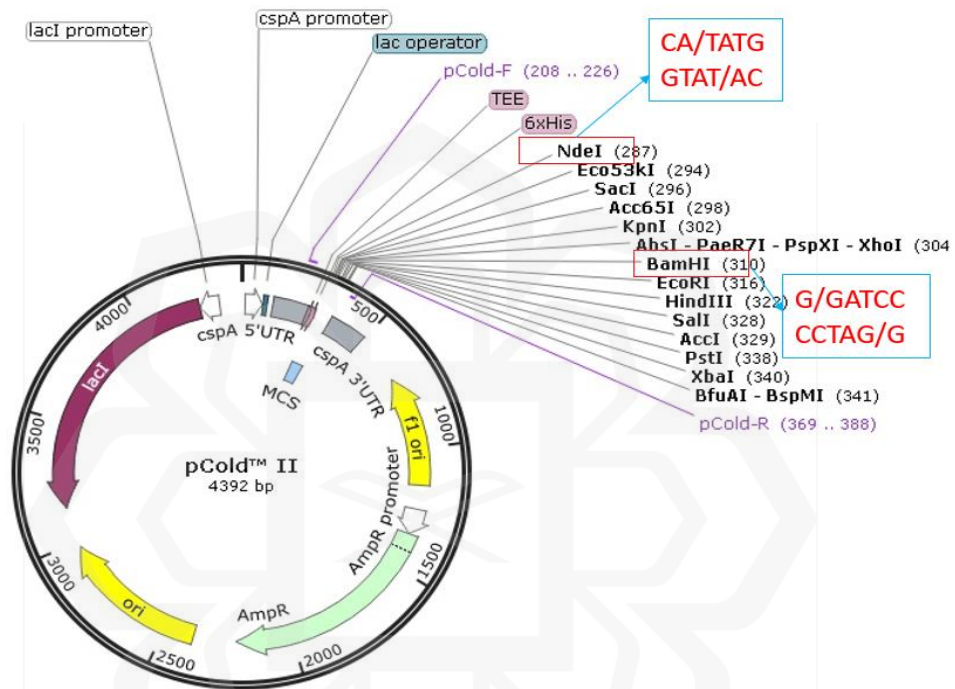 lacI promoter
cspA promoter
lac operator
pCold-F (208 .. 226)
TEE
6xHis
CA/TATG
GTAT/AC
NdeI (287)
Eco53kI (294)
SacI (296)
Acc65I (298)
KpnI (302)
AbsI - PaeR7I - PspXI - XhoI (304
BamHI (310)
EcoRI (316)
HindIII (322)
SalI (328)
AccI (329)
PstI (338)
XbaI (340)
BfuAI - BspMI (341)
pCold-R (369 .. 388)
G/GATCC
CCTAG/G
500
1000
1500
2000
2500
3000
3500
4000
cspA 5'UTR
cspA 3'UTR
MCS
lacI
f1 ori
AmpR promoter
AmpR
ori
pCold™ II
4392 bp